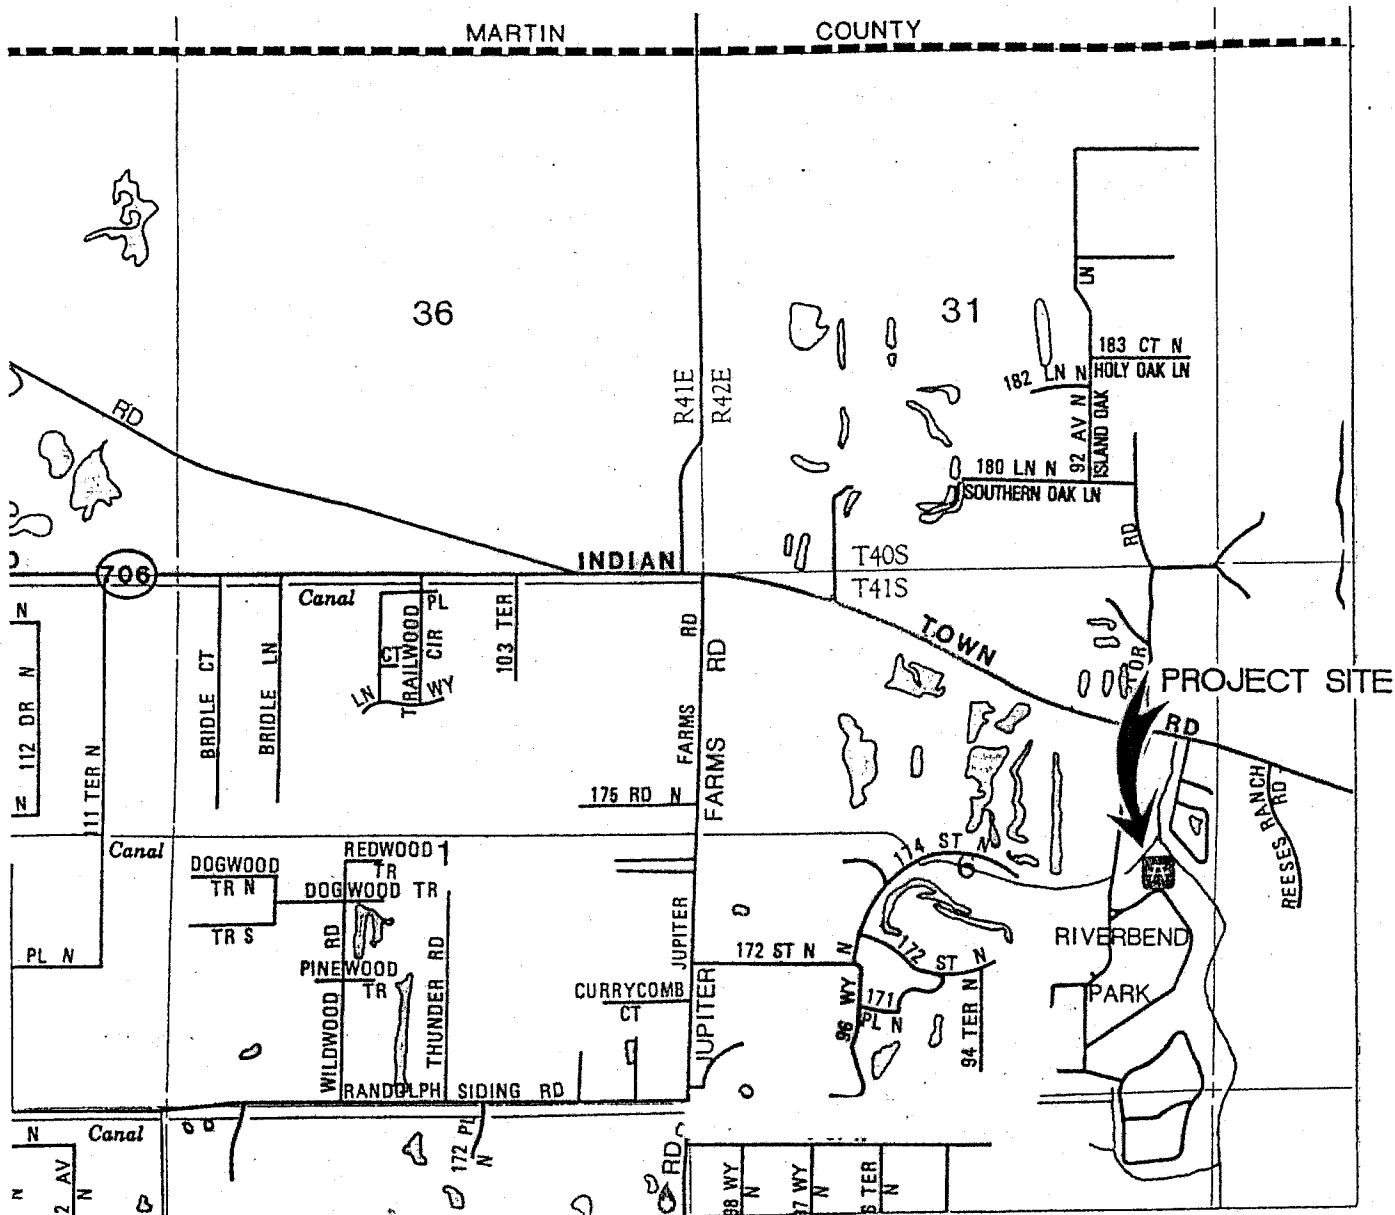 MARTIN COUNTY
36
31
LN
183 CT N
HOLY OAK LN
182 LN N
92 AV N
ISLAND OAK
R41E
R42E
RD
180 LN N
SOUTHERN OAK LN
RD
INDIAN
T40S
T41S
706
Canal
N
PL
TRAILWOOD
CIR
CT
LN
WY
103 TER
RD
RD
TOWN
PROJECT SITE
RD
112 DR N
N
111 TER N
BRIDLE CT
BRIDLE LN
FARMS
FARMS
175 RD N
REESES RANCH
RD
Canal
DOGWOOD
TR N
TR S
REDWOOD
TR
DOGWOOD TR
174 ST N
6
RD
PINEWOOD
TR
WILDWOOD
THUNDER RD
JUPITER
JUPITER
172 ST N
N
172 ST N
RIVERBEND
PARK
PL N
CURRYCOMB
CT
96 WY
171
PL N
94 TER N
RANDOLPH SIDING RD
N
Canal
172 PL
N
RD
AV
N
N
98 WY
N
N
TER
N